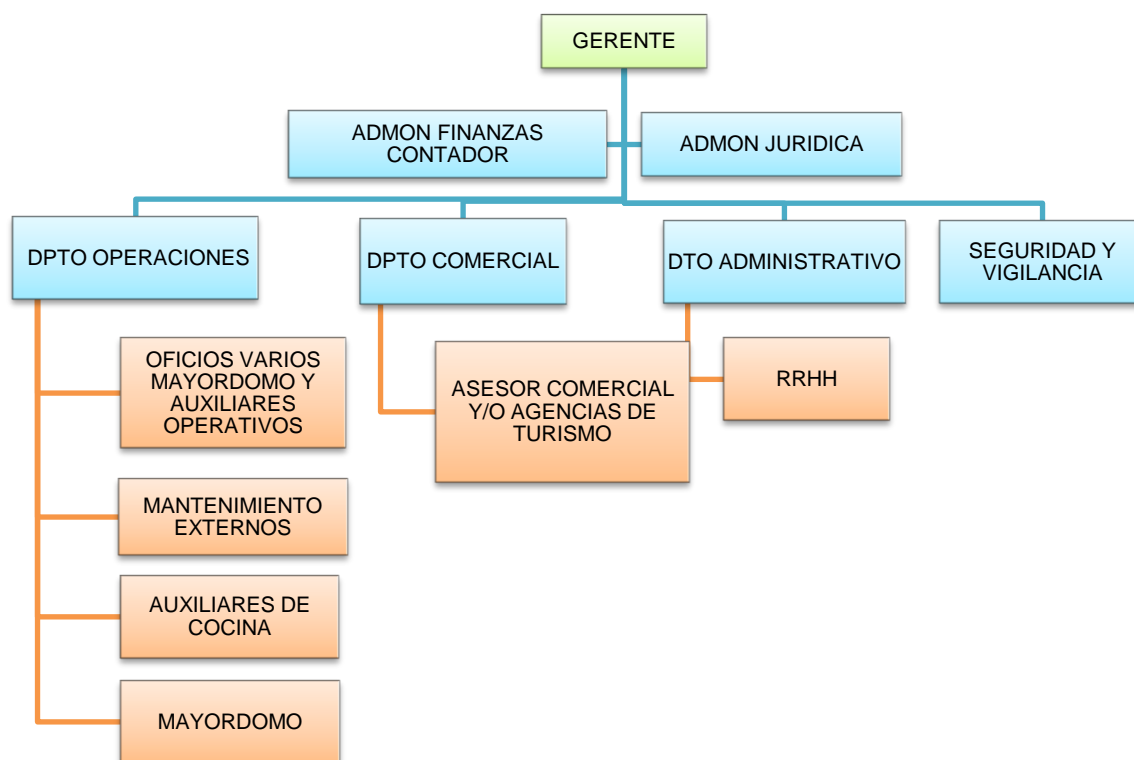 GERENTE
ADMON FINANZAS
CONTADOR
ADMON JURIDICA
DPTO OPERACIONES
DPTO COMERCIAL
DTO ADMINISTRATIVO
SEGURIDAD Y
VIGILANCIA
OFICIOS VARIOS
MAYORDOMO Y
AUXILIARES
OPERATIVOS
ASESOR COMERCIAL
Y/O AGENCIAS DE
TURISMO
RRHH
MANTENIMIENTO
EXTERNOS
AUXILIARES DE
COCINA
MAYORDOMO